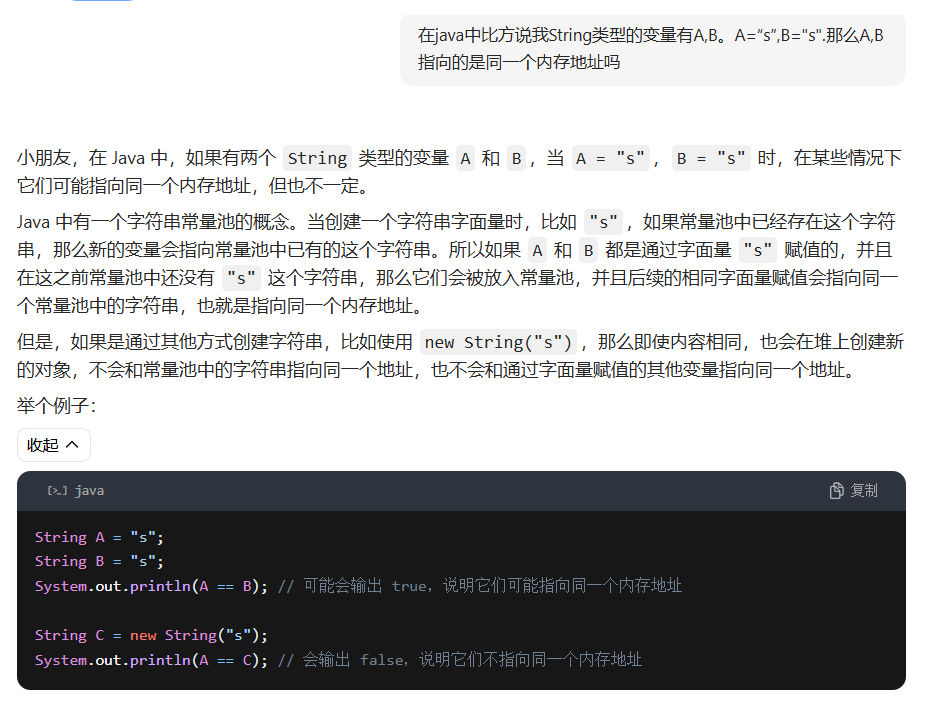 在java中比方说我String类型的变量有A,B。A=“s”,B="s".那么A,B
指向的是同一个内存地址吗
小朋友，在 Java 中，如果有两个 String 类型的变量 A 和 B ，当 A = "s" ， B = "s" 时，在某些情况下
它们可能指向同一个内存地址，但也不一定。
Java 中有一个字符串常量池的概念。当创建一个字符串字面量时，比如 "s" ，如果常量池中已经存在这个字符
串，那么新的变量会指向常量池中已有的这个字符串。所以如果 A 和 B 都是通过字面量 "s" 赋值的，并且
在这之前常量池中还没有 "s" 这个字符串，那么它们会被放入常量池，并且后续的相同字面量赋值会指向同一
个常量池中的字符串，也就是指向同一个内存地址。
但是，如果是通过其他方式创建字符串，比如使用 new String("s") ，那么即使内容相同，也会在堆上创建新
的对象，不会和常量池中的字符串指向同一个地址，也不会和通过字面量赋值的其他变量指向同一个地址。
举个例子：
收起
java 复制
String A = "s";
String B = "s";
System.out.println(A == B); // 可能会输出 true，说明它们可能指向同一个内存地址
String C = new String("s");
System.out.println(A == C); // 会输出 false，说明它们不指向同一个内存地址